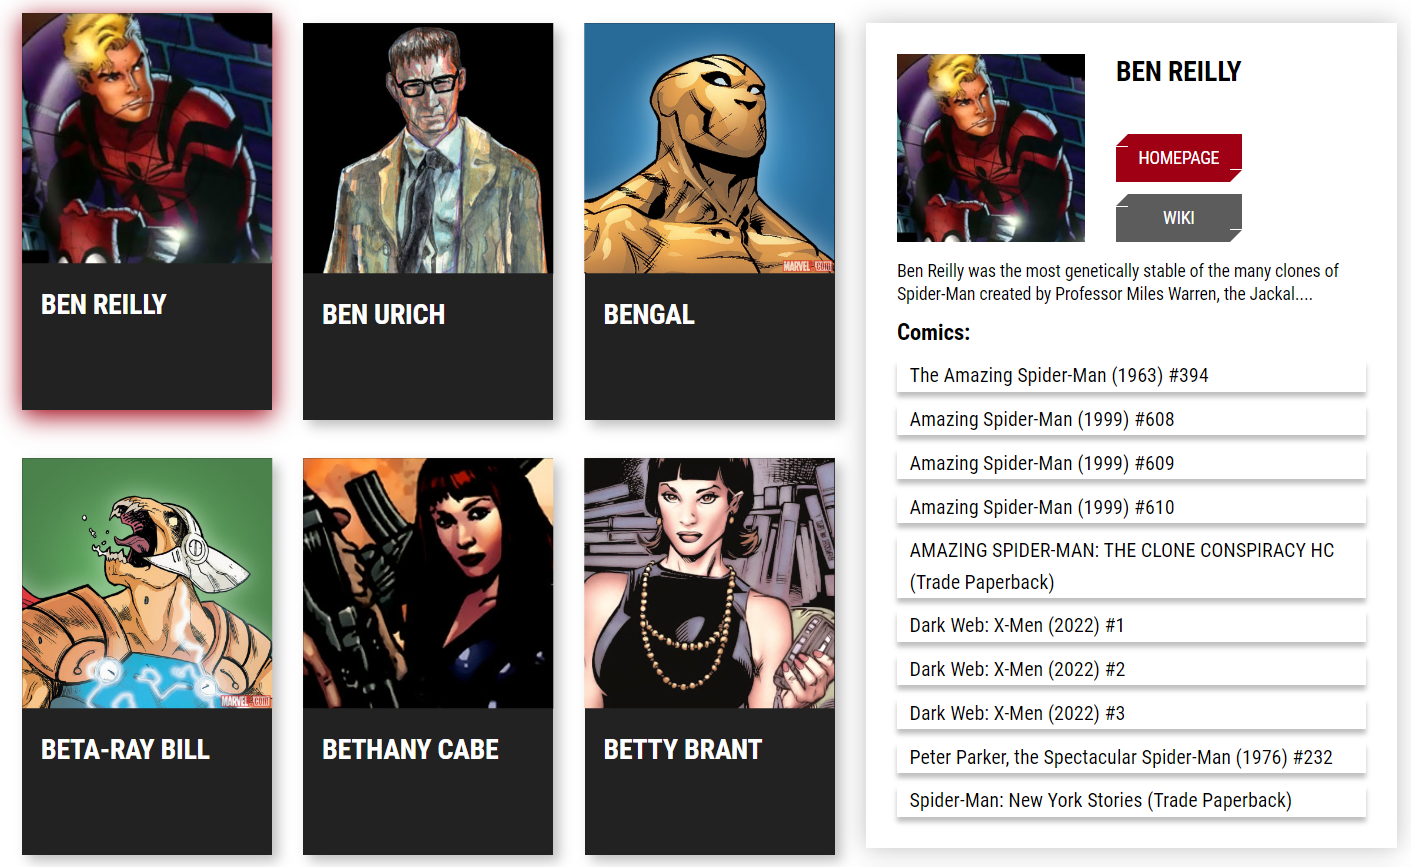 BEN REILLY
BEN URICH
MARVEL.COM
BENGAL
MARVEL.COM
BETA-RAY BILL
BETHANY CABE
BETTY BRANT
BEN REILLY
HOMEPAGE
WIKI
Ben Reilly was the most genetically stable of the many clones of
Spider-Man created by Professor Miles Warren, the Jackal....
Comics:
The Amazing Spider-Man (1963) #394
Amazing Spider-Man (1999) #608
Amazing Spider-Man (1999) #609
Amazing Spider-Man (1999) #610
AMAZING SPIDER-MAN: THE CLONE CONSPIRACY HC
(Trade Paperback)
Dark Web: X-Men (2022) #1
Dark Web: X-Men (2022) #2
Dark Web: X-Men (2022) #3
Peter Parker, the Spectacular Spider-Man (1976) #232
Spider-Man: New York Stories (Trade Paperback)